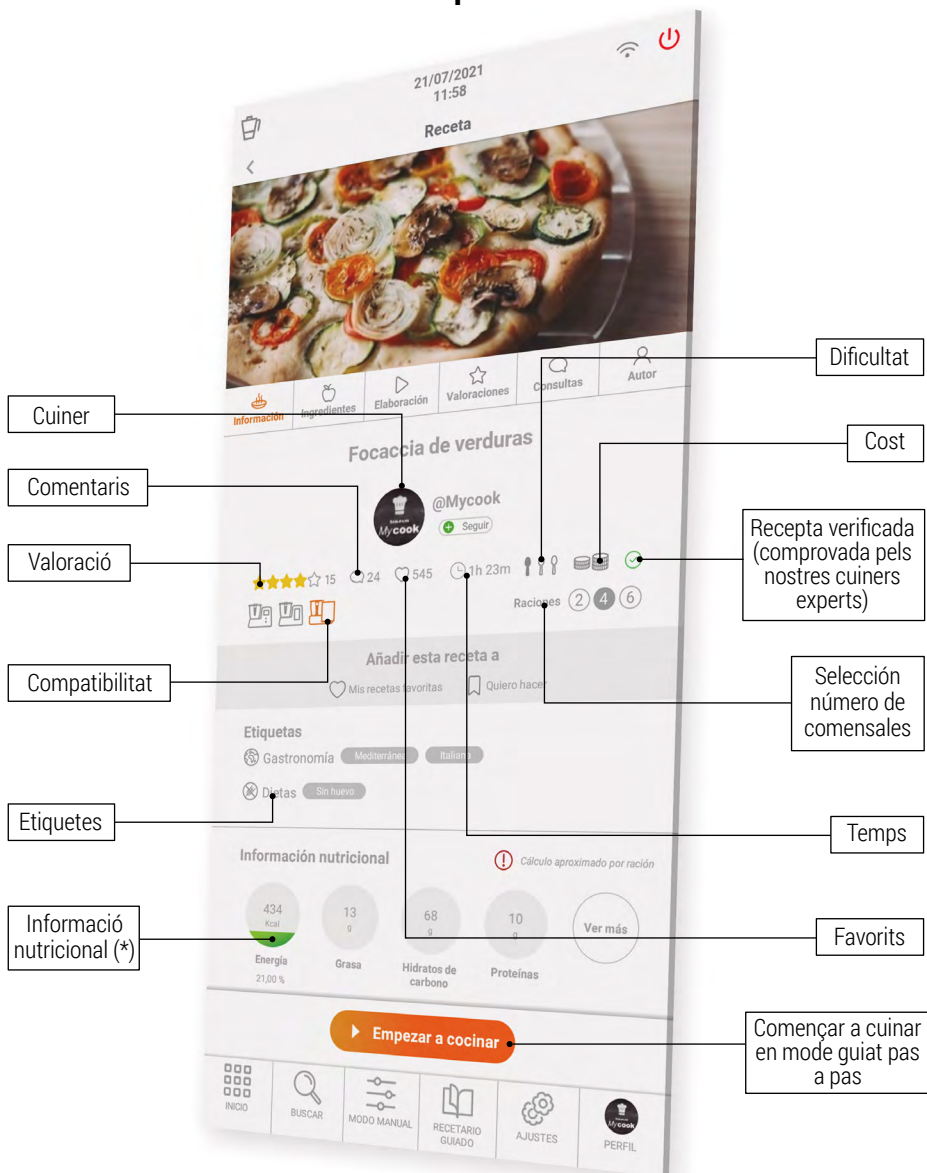 21/07/2021
11:58
Receta
Información
Ingredientes
Elaboración
Valoraciones
Consultas
Autor
Dificultat
Cuiner
Focaccia de verduras
Cost
Comentaris
@Mycook
Seguir
Mycook
Recepta verificada
(comprovada pels
nostres cuiners
experts)
Valoració
15
24
545
1h 23m
Raciones 2 4 6
Compatibilitat
Añadir esta receta a
Mis recetas favoritas
Quiero hacer
Selección
número de
comensales
Etiquetas
Gastronomía Mediterránea Italiana
Dietas Sin huevo
Etiquetes
Temps
Información nutricional
Cálculo aproximado por ración
Informació
nutricional (*)
434
Kcal
Energía
21,00 %
13
g
Grasa
68
g
Hidratos de
carbono
10
g
Proteínas
Ver más
Favorits
Empezar a cocinar
Començar a cuinar
en mode guiat pas
a pas
INICIO
BUSCAR
MODO MANUAL
RECETARIO
GUIADO
AJUSTES
Mycook
PERFIL